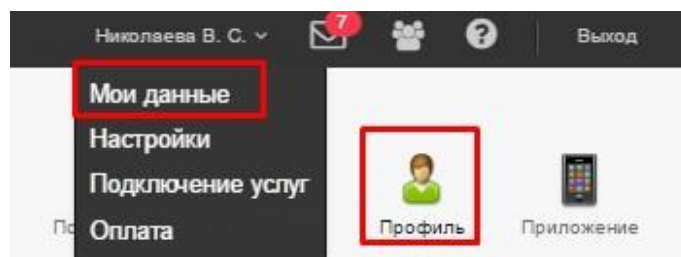 Николаева В. С.
7
Выход
Мои данные
Настройки
Подключение услуг
Оплата
Профиль
Приложение